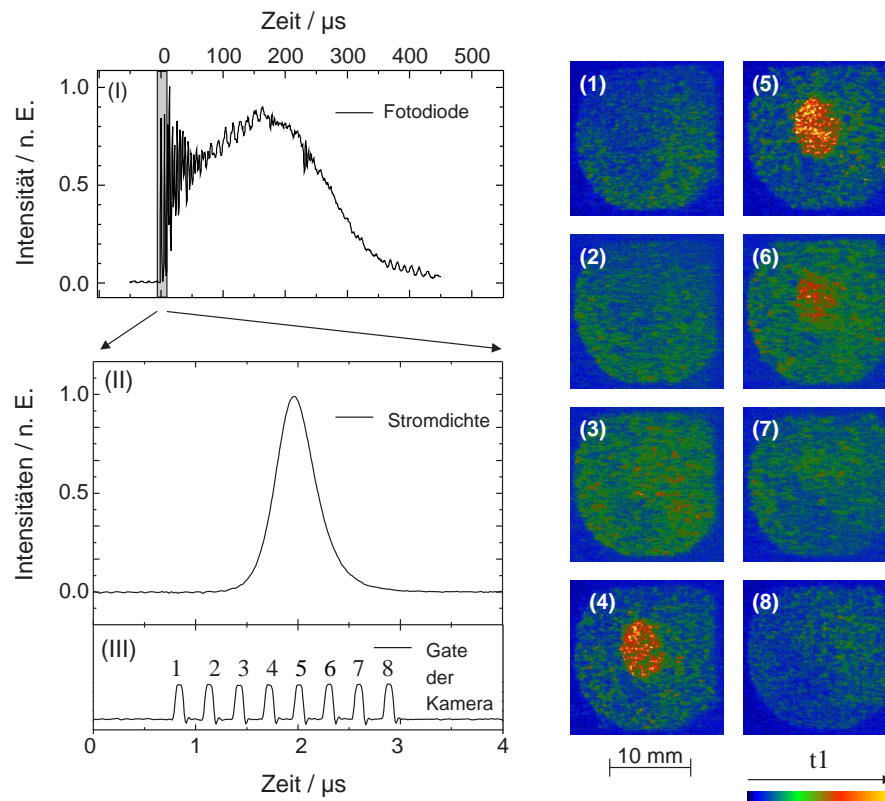 Zeit / µs
0 100 200 300 450 550
1.0
(I)
Fotodiode
0.5
0.0
Intensität / n. E.
(II)
1.0
Stromdichte
0.5
0.0
Intensitäten / n. E.
(III)
1 2 3 4 5 6 7 8
Gate
der
Kamera
0 1 2 3 4
Zeit / µs
(1)
(5)
(2)
(6)
(3)
(7)
(4)
(8)
10 mm
t1